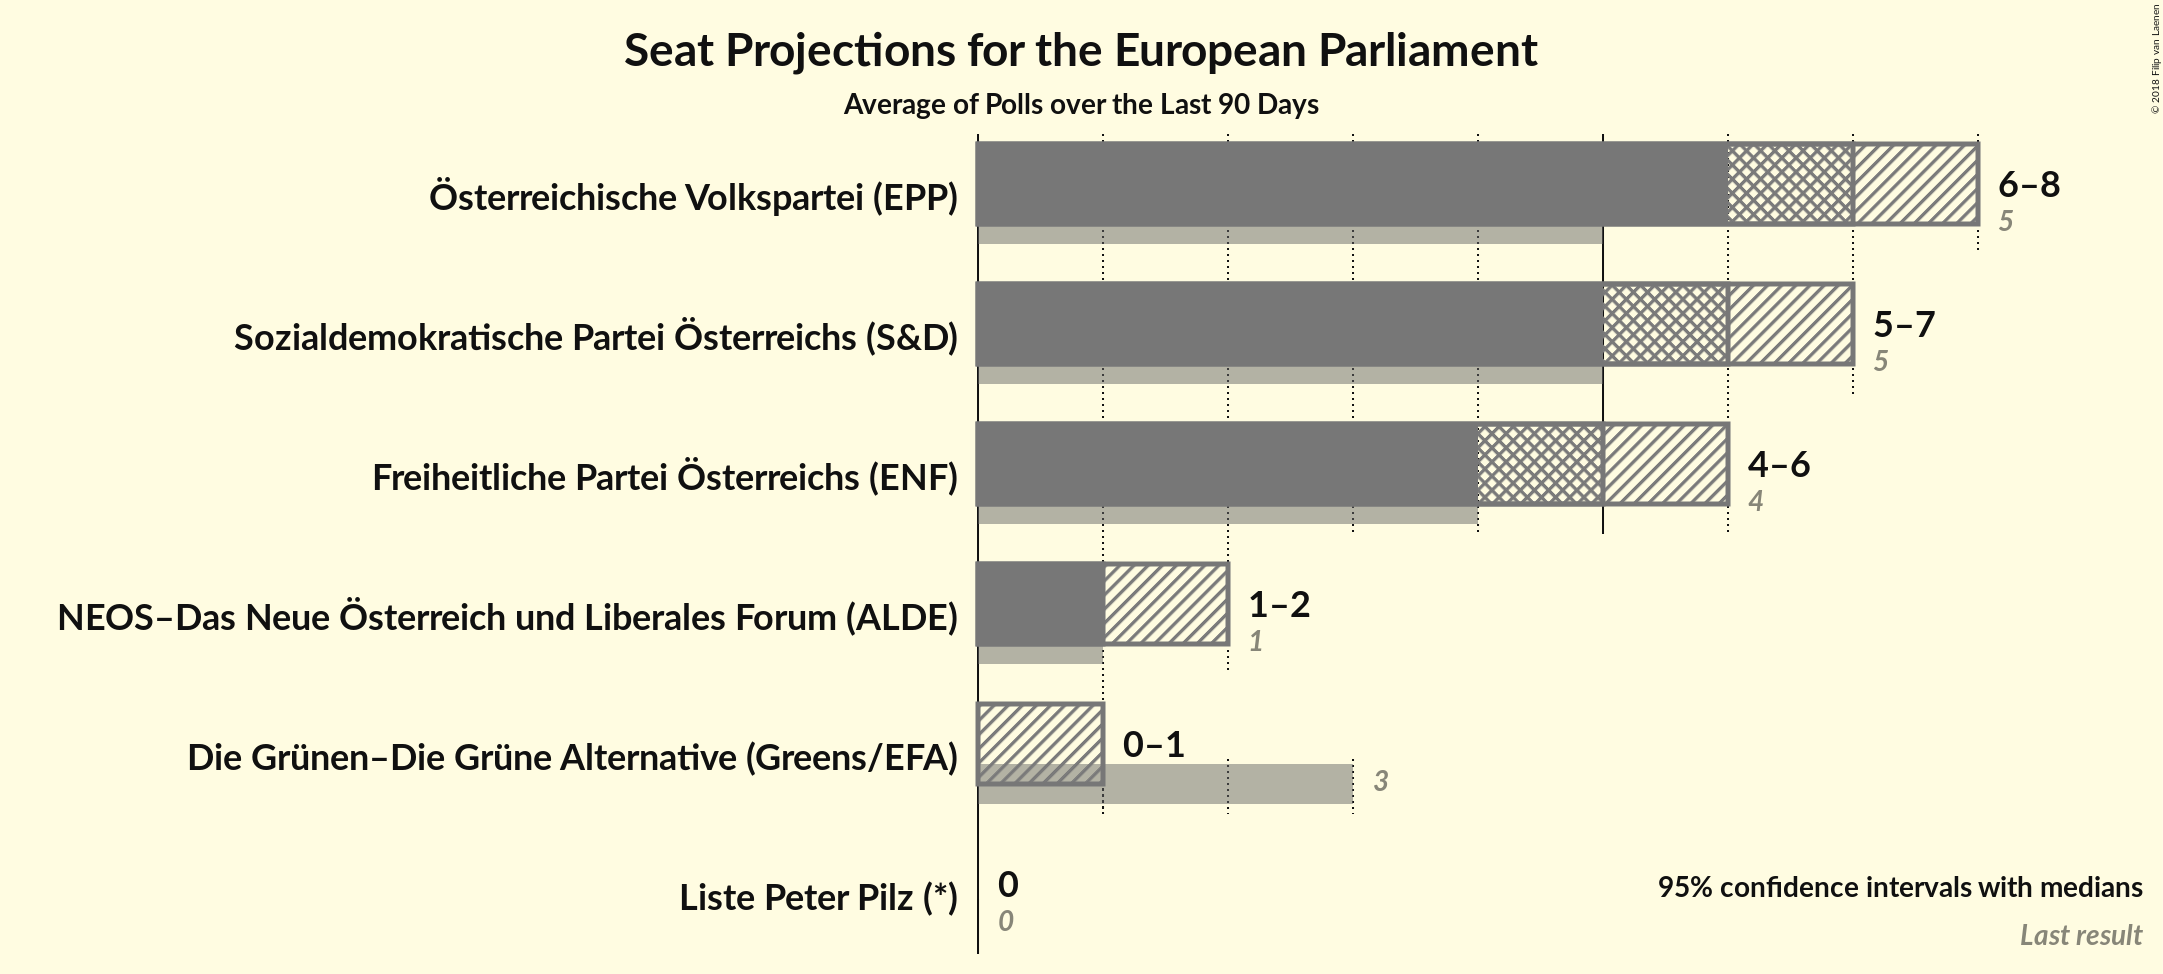 Seat Projections for the European Parliament
Average of Polls over the Last 90 Days
© 2018 Filip van Laenen
Österreichische Volkspartei (EPP)
6–8
5
Sozialdemokratische Partei Österreichs (S&D)
5–7
5
Freiheitliche Partei Österreichs (ENF)
4–6
4
NEOS–Das Neue Österreich und Liberales Forum (ALDE)
1–2
1
Die Grünen–Die Grüne Alternative (Greens/EFA)
0–1
3
Liste Peter Pilz (*)
0
0
95% confidence intervals with medians
Last result